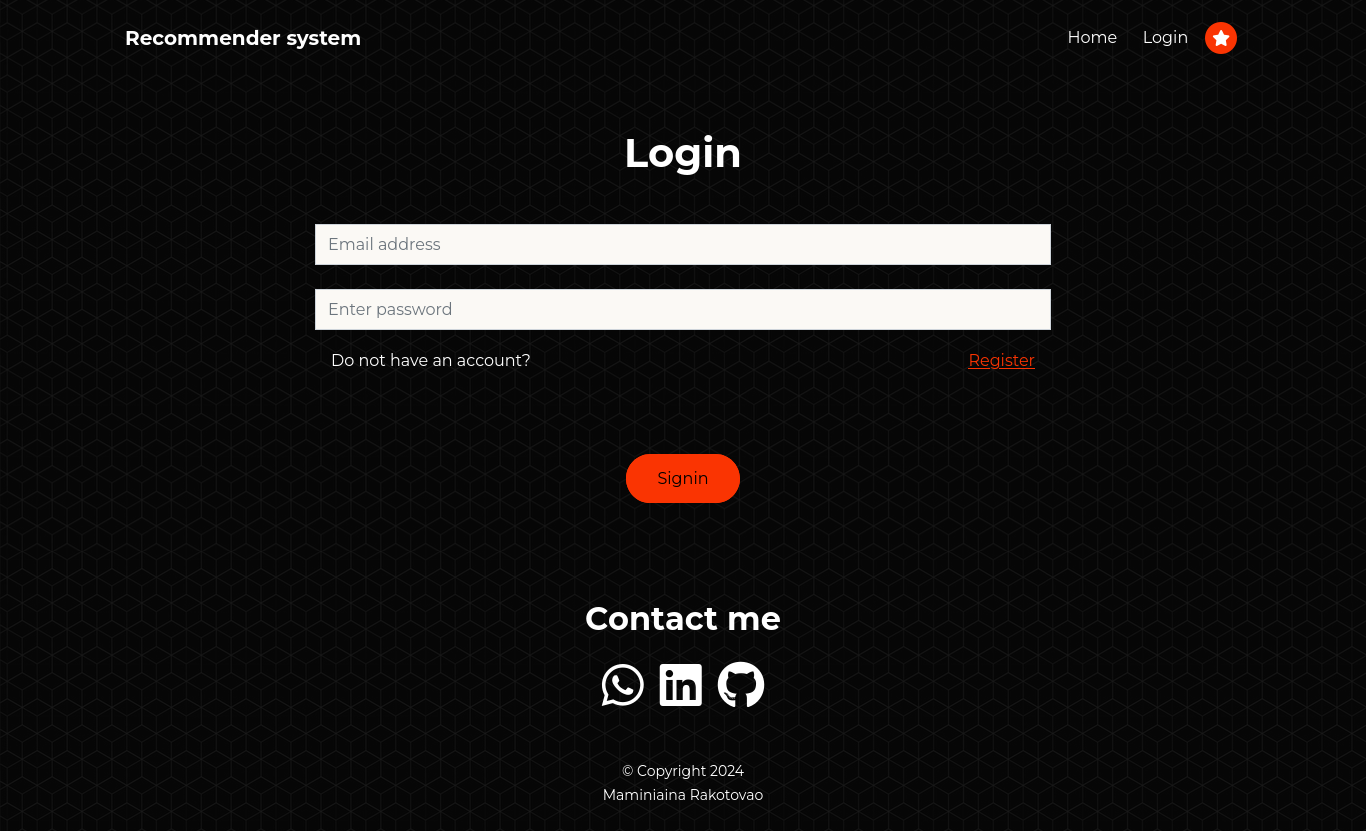 Recommender system
Home Login
Login
Email address
Enter password
Do not have an account? Register
Signin
Contact me
in
© Copyright 2024
Maminiaina Rakotovao